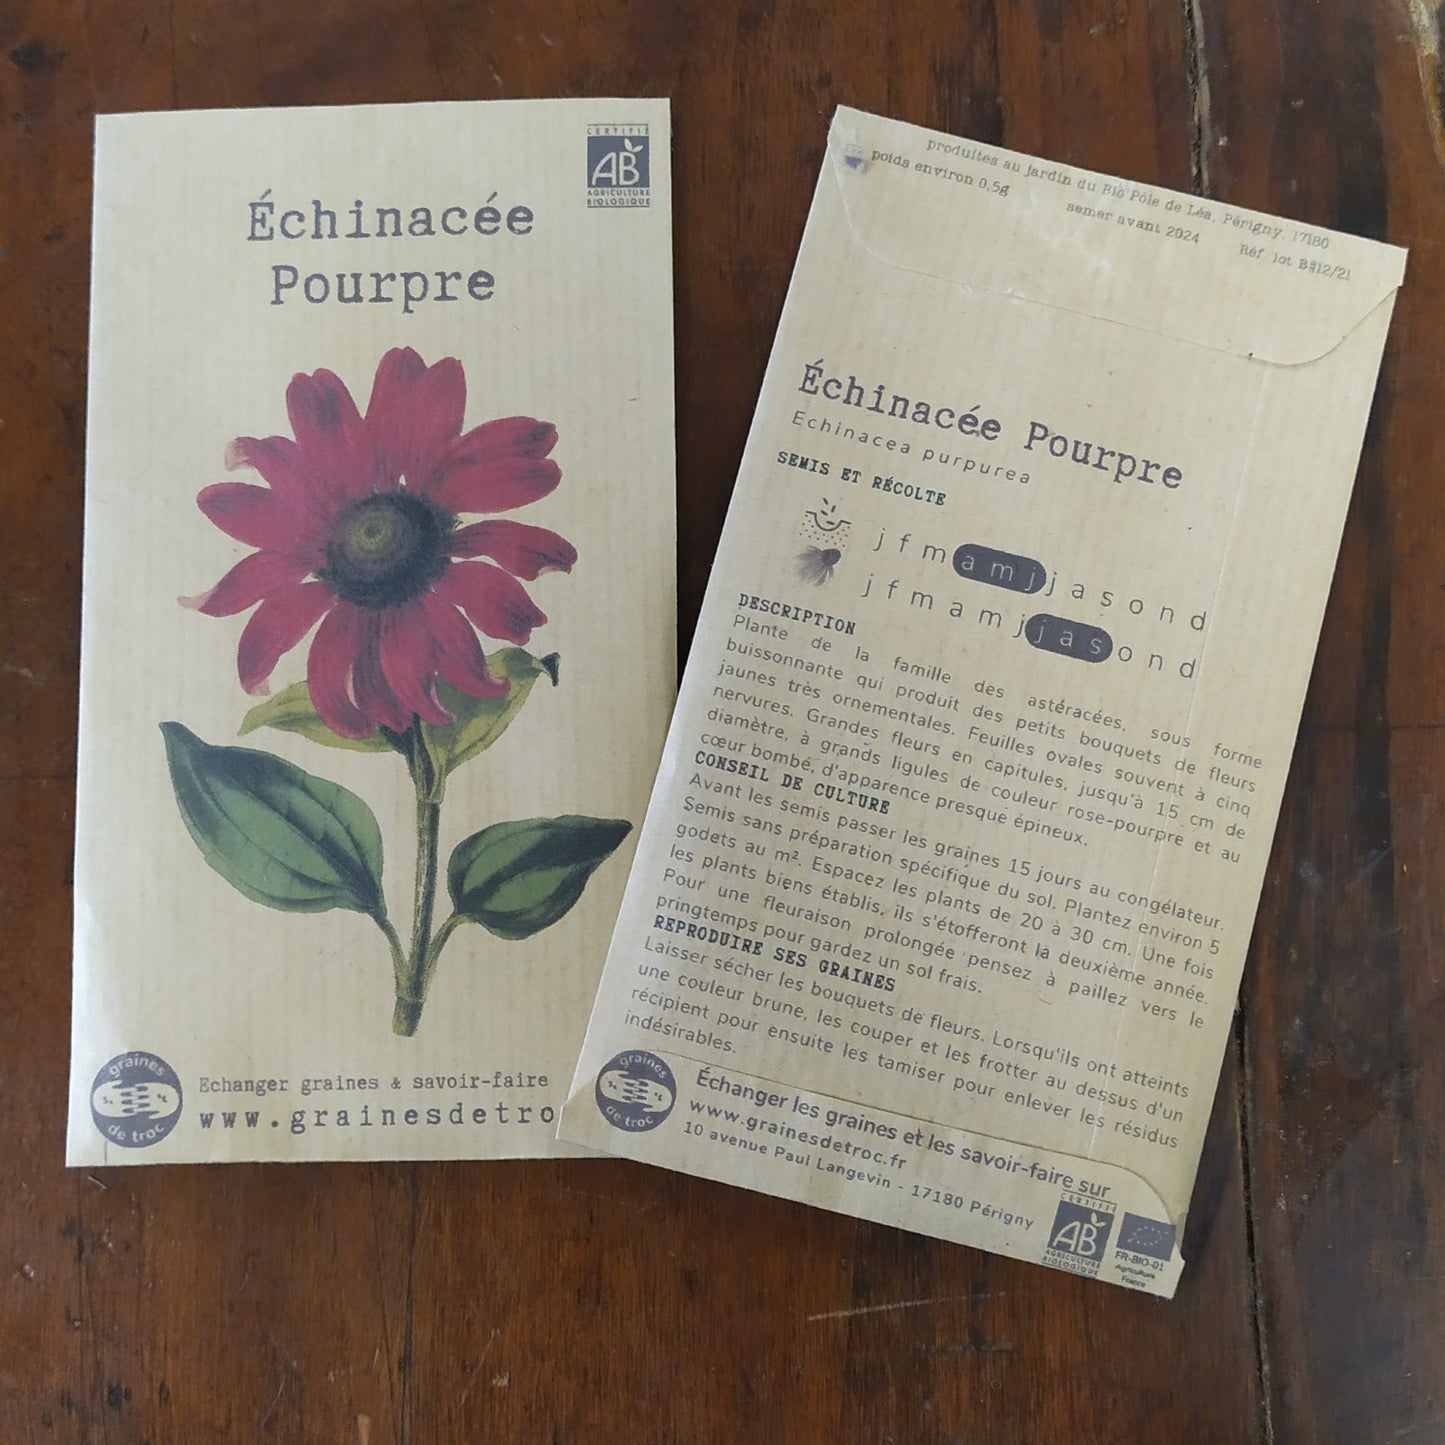 CERTIFIÉ
AB
AGRICULTURE
BIOLOGIQUE
Échinacée
Pourpre
graines
de troc
Echanger graines & savoir-faire
www.grainesdetro
produites au jardin du Bio Pôle de Léa, Périgny, 17180
poids environ 0,5g
semer avant 2024
Réf. lot B#12/21
Échinacée Pourpre
Echinacea purpurea
SEMIS ET RÉCOLTE
j f m a m j j a s o n d
j f m a m j j a s o n d
DESCRIPTION
Plante de la famille des astéracées, sous forme
buissonnante qui produit des petits bouquets de fleurs
jaunes très ornementales. Feuilles ovales souvent à cinq
nervures. Grandes fleurs en capitules, jusqu'à 15 cm de
diamètre, à grands ligules de couleur rose-pourpre et au
cœur bombé, d'apparence presque épineux.
CONSEIL DE CULTURE
Avant les semis passer les graines 15 jours au congélateur.
Semis sans préparation spécifique du sol. Plantez environ 5
godets au m². Espacez les plants de 20 à 30 cm. Une fois
les plants biens établis, ils s'étofferont la deuxième année.
Pour une fleuraison prolongée pensez à paillez vers le
printemps pour gardez un sol frais.
REPRODUIRE SES GRAINES
Laisser sécher les bouquets de fleurs. Lorsqu'ils ont atteints
une couleur brune, les couper et les frotter au dessus d'un
récipient pour ensuite les tamiser pour enlever les résidus
indésirables.
graines
de troc
Échanger les graines et les savoir-faire sur
www.grainesdetroc.fr
10 avenue Paul Langevin - 17180 Périgny
CERTIFIÉ
AB
AGRICULTURE
BIOLOGIQUE
FR-BIO-01
Agriculture
France